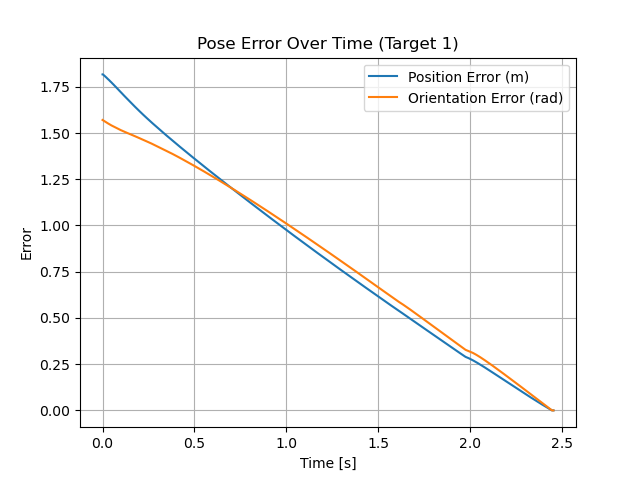 Pose Error Over Time (Target 1)
Position Error (m)
Orientation Error (rad)
Error
1.75
1.50
1.25
1.00
0.75
0.50
0.25
0.00
0.0 0.5 1.0 1.5 2.0 2.5
Time [s]